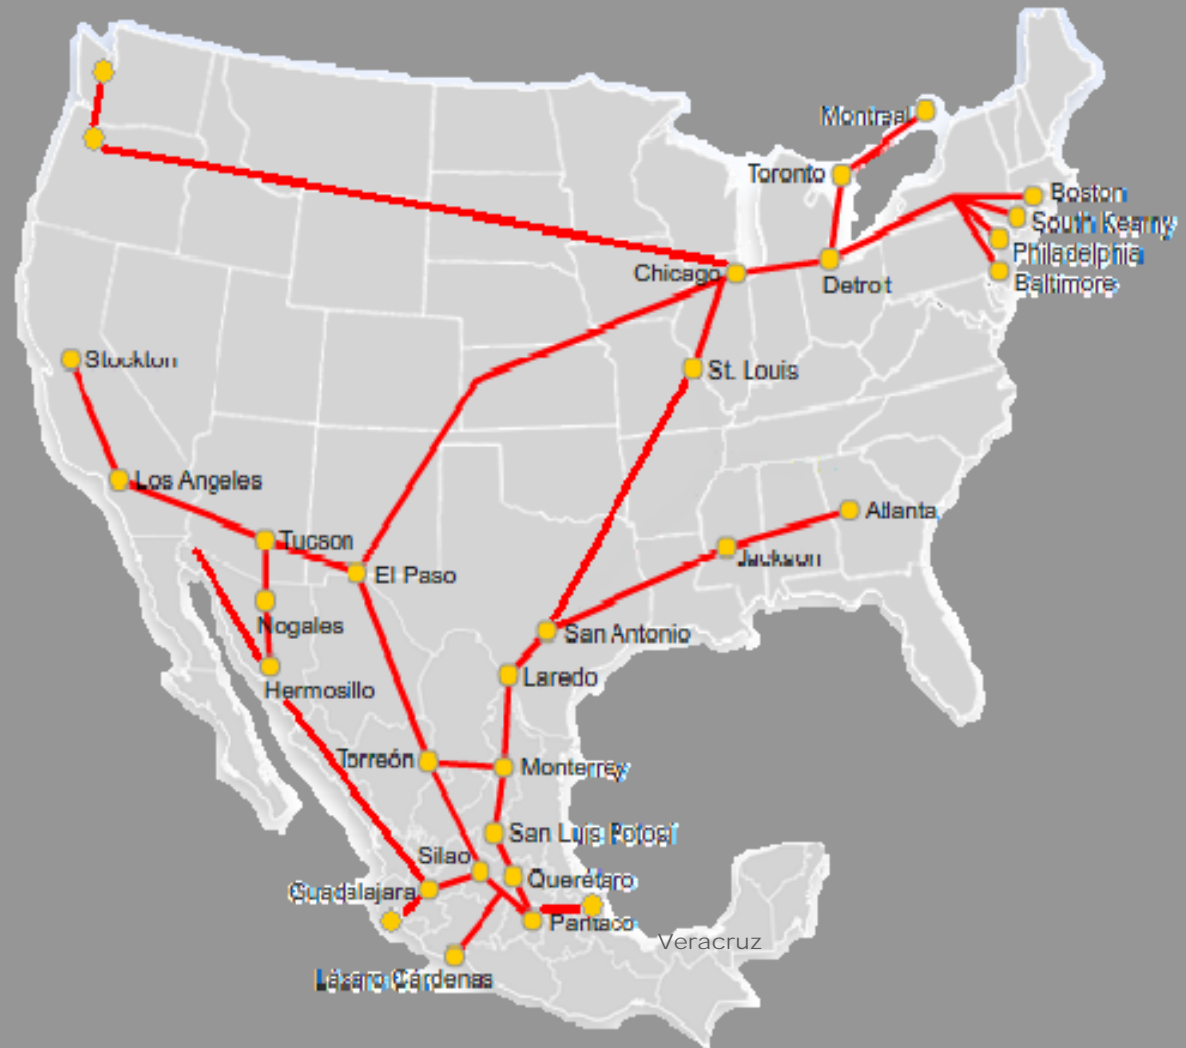 Montreal
Toronto
Boston
South Kearny
Philadelphia
Baltimore
Chicago
Detrot
Stockton
St. Louis
Los Angeles
Atlanta
Tucson
Jackson
El Paso
Nogales
San Antonio
Hermosillo
Laredo
Torreón
Monterrey
San Luis Potosí
Silao
Querétaro
Guadalajara
Pantaco
Veracruz
Lázaro Cárdenas